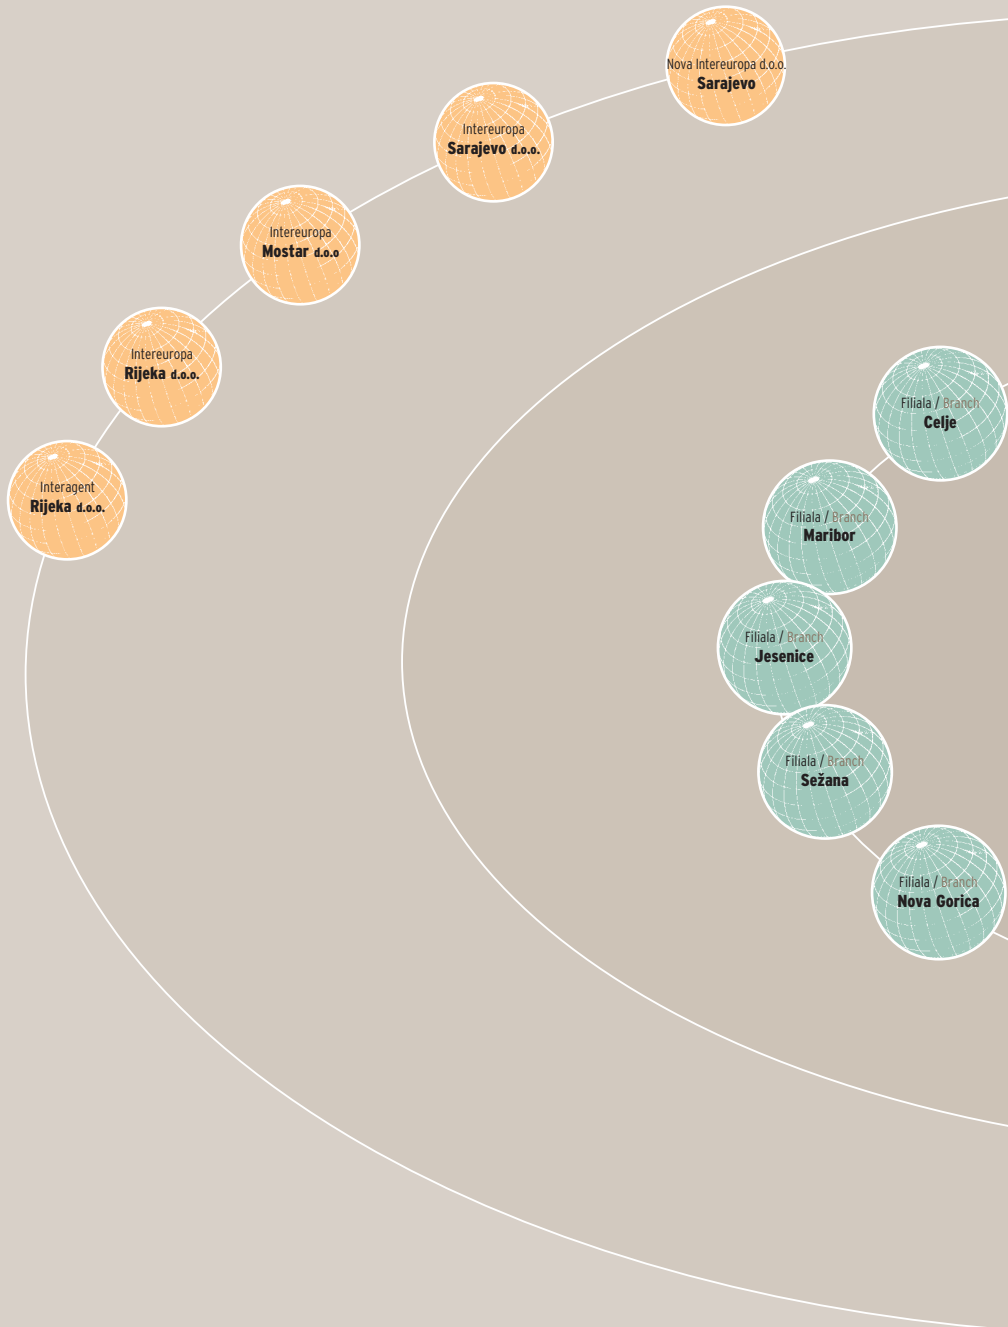 Nova Intereuropa d.o.o.
Sarajevo
Intereuropa
Sarajevo d.o.o.
Intereuropa
Mostar d.o.o
Intereuropa
Rijeka d.o.o.
Interagent
Rijeka d.o.o.
Filiala / Branch
Celje
Filiala / Branch
Maribor
Filiala / Branch
Jesenice
Filiala / Branch
Sežana
Filiala / Branch
Nova Gorica